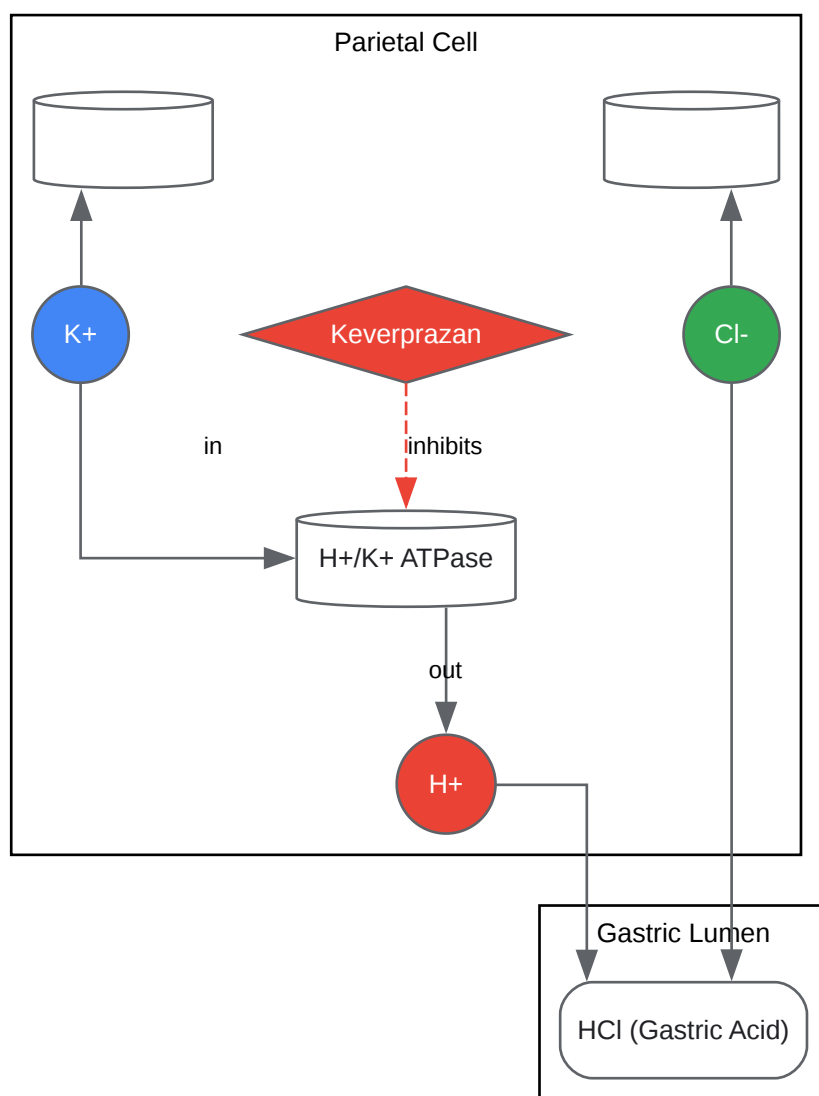 Parietal Cell
K+
Keverprazan
Cl-
in
inhibits
H+/K+ ATPase
out
H+
Gastric Lumen
HCl (Gastric Acid)